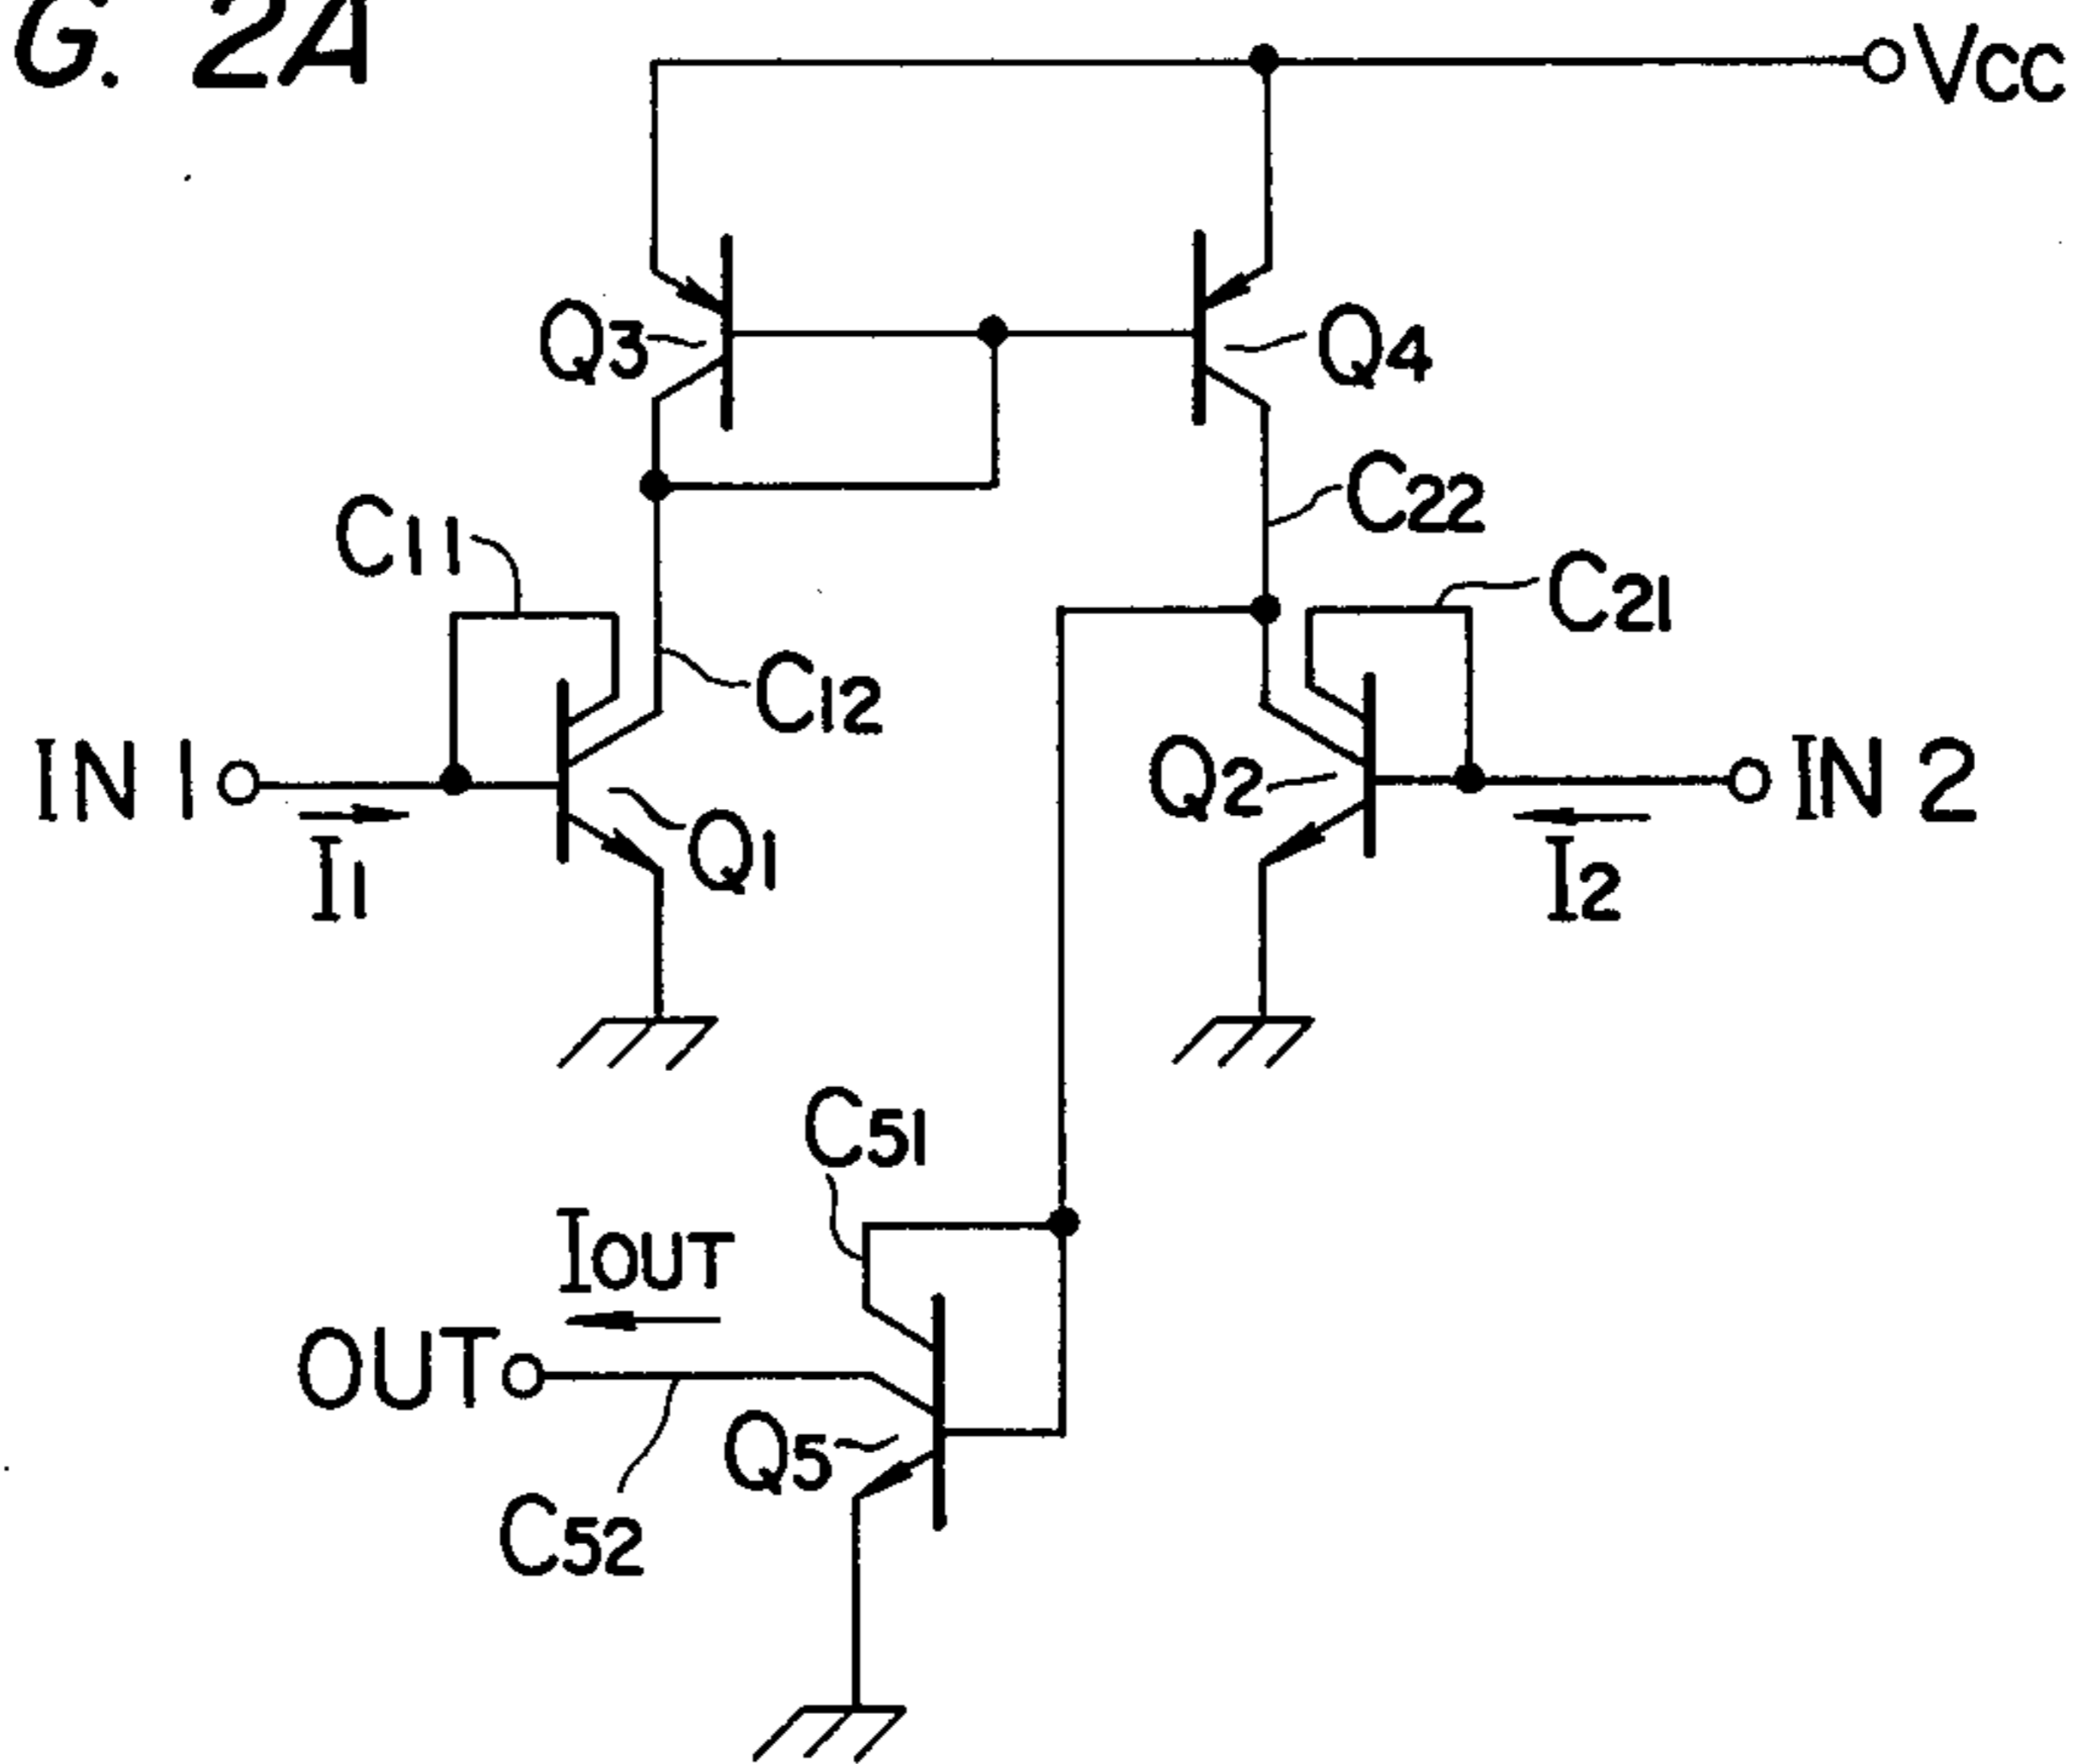 G. 2A
Vcc
Q3
Q4
C22
C11
C21
C12
IN 1
Q2
IN 2
Q1
I1
I2
C51
IOUT
OUT
Q5
C52